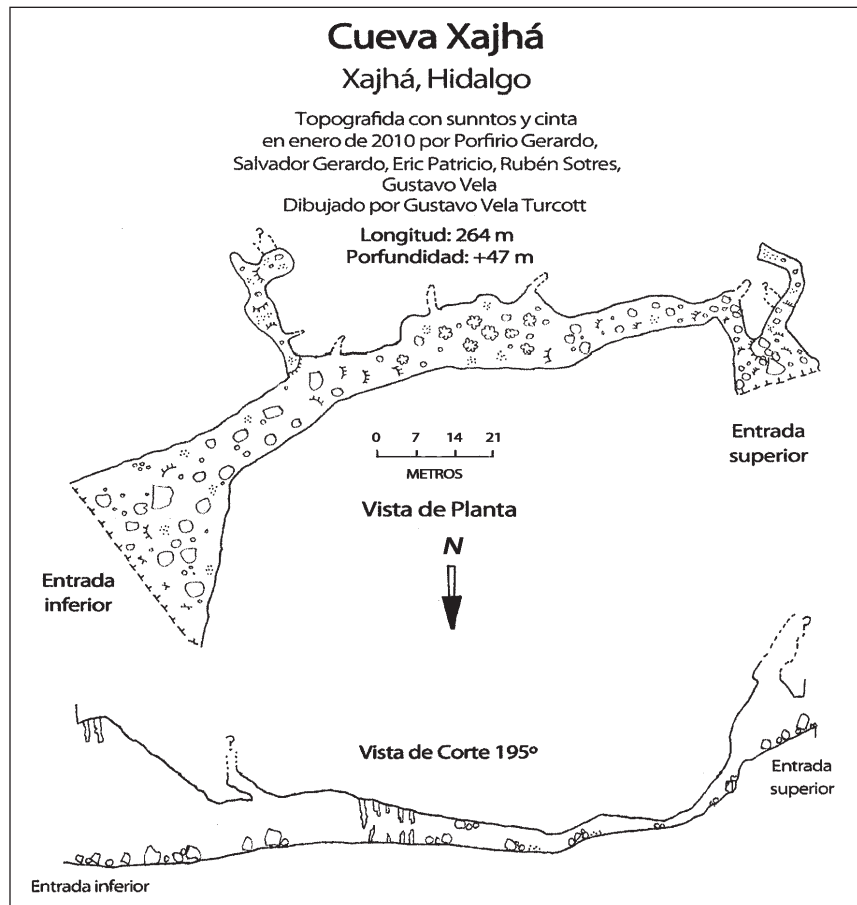 Cueva Xajhá
Xajhá, Hidalgo
Topografida con sunntos y cinta
en enero de 2010 por Porfirio Gerardo,
Salvador Gerardo, Eric Patricio, Rubén Sotres,
Gustavo Vela
Dibujado por Gustavo Vela Turcott
Longitud: 264 m
Porfundidad: +47 m
?
?
Entrada
superior
0 7 14 21
METROS
Vista de Planta
N
Entrada
inferior
?
?
Vista de Corte 195º
Entrada
superior
Entrada inferior